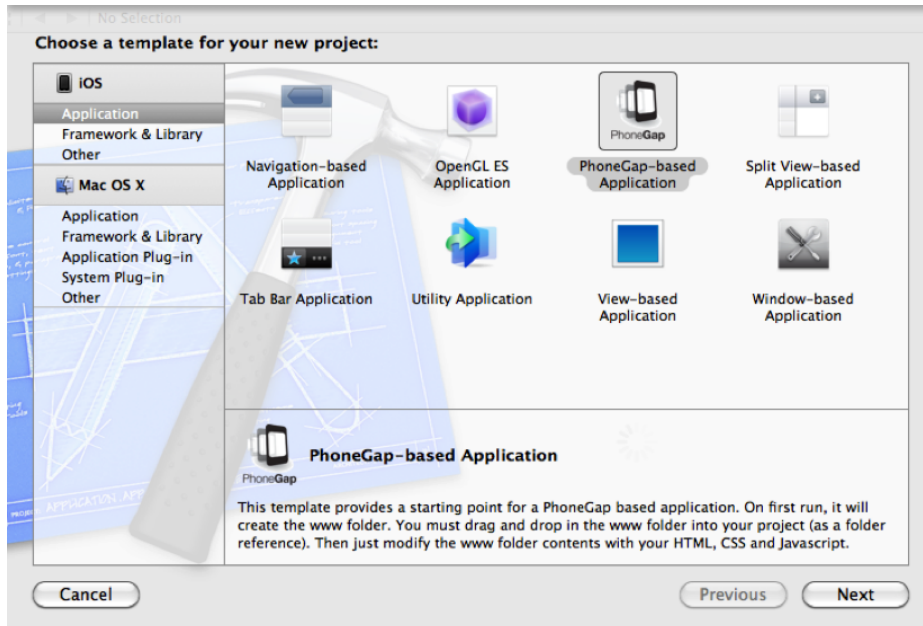 No Selection
Choose a template for your new project:
iOS
Application
Framework & Library
Other
Mac OS X
Application
Framework & Library
Application Plug-in
System Plug-in
Other
Navigation-based
Application
OpenGL ES
Application
PhoneGap
PhoneGap-based
Application
Split View-based
Application
Tab Bar Application
Utility Application
View-based
Application
Window-based
Application
PhoneGap
PhoneGap-based Application
This template provides a starting point for a PhoneGap based application. On first run, it will
create the www folder. You must drag and drop in the www folder into your project (as a folder
reference). Then just modify the www folder contents with your HTML, CSS and Javascript.
Cancel
Previous
Next